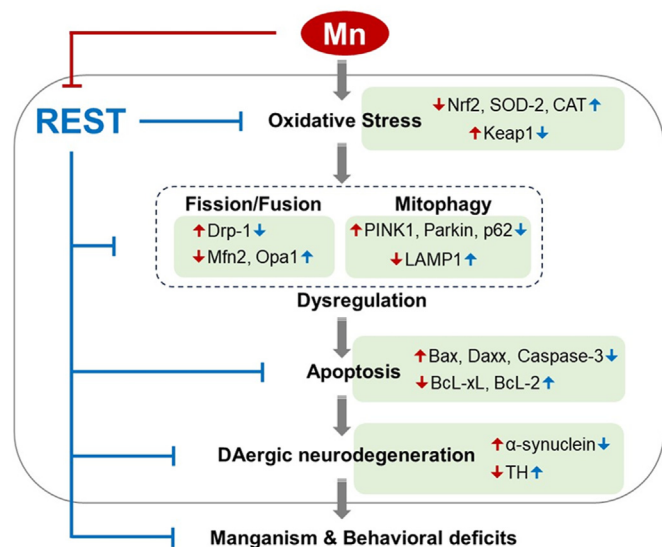 Mn
REST
Oxidative Stress
↓Nrf2, SOD-2, CAT↑
↑Keap1↓
Fission/Fusion
↑Drp-1↓
↓Mfn2, Opa1↑
Mitophagy
↑PINK1, Parkin, p62↓
↓LAMP1↑
Dysregulation
Apoptosis
↑Bax, Daxx, Caspase-3↓
↓BcL-xL, BcL-2↑
DAergic neurodegeneration
↑α-synuclein↓
↓TH↑
Manganism & Behavioral deficits